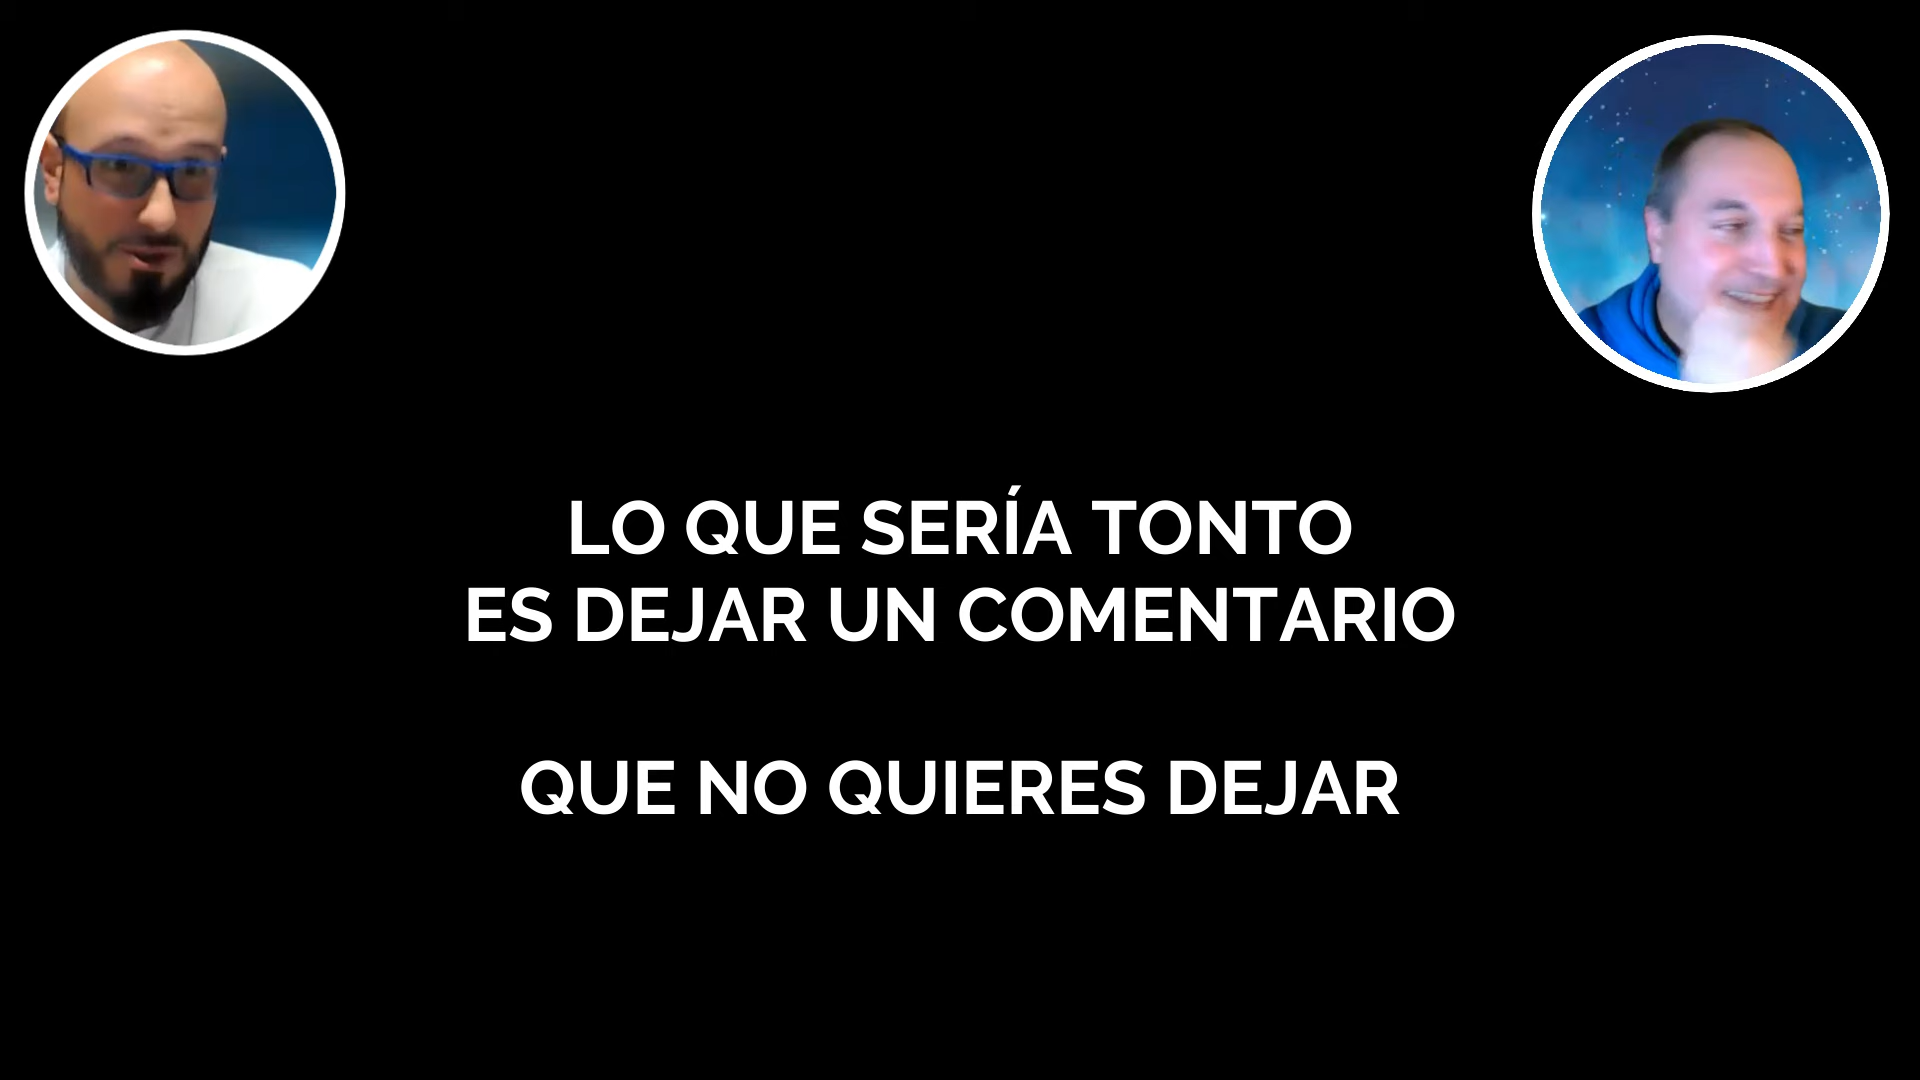 LO QUE SERÍA TONTO
ES DEJAR UN COMENTARIO
QUE NO QUIERES DEJAR